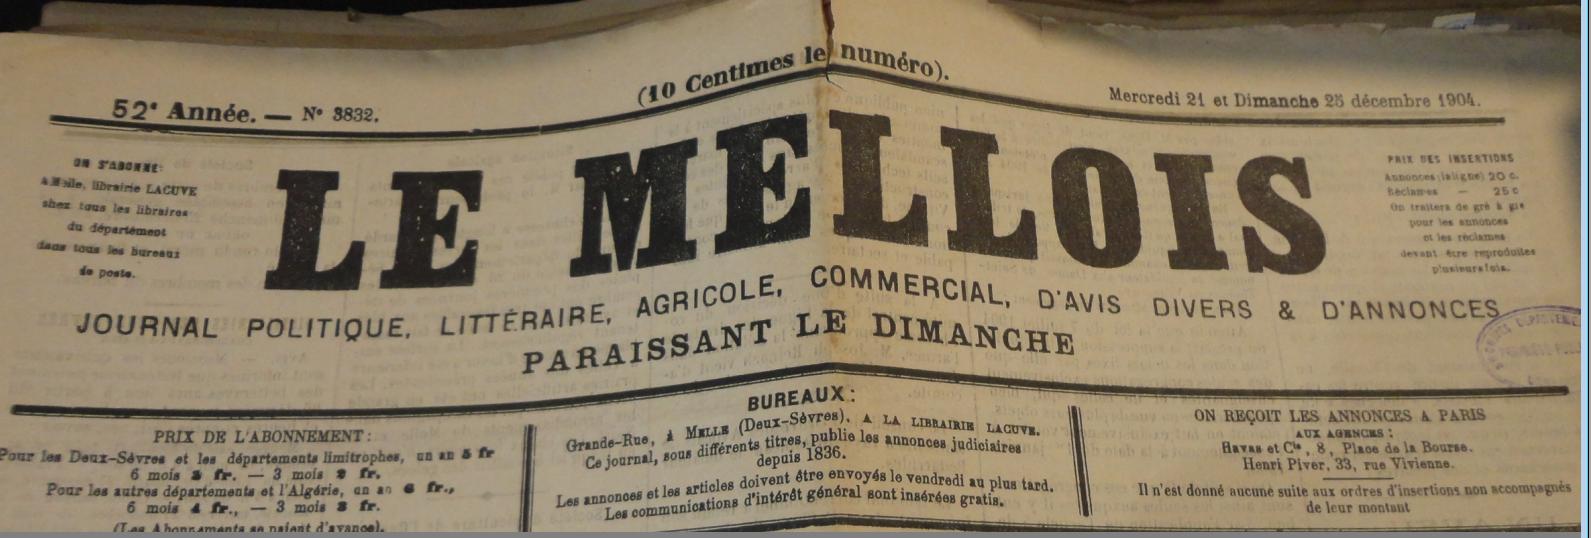 (10 Centimes le numéro).
52e Année. — No 3832.
Mercredi 21 et Dimanche 25 décembre 1904.
ON S'ABONNE:
A Melle, librairie LACUVE
chez tous les libraires
du département
dans tous les bureaux
de poste.
LE MELLOIS
PRIX DES INSERTIONS
Annonces (la ligne) 20 c.
Réclames — 25 c
On traitera de gré à gré
pour les annonces
et les réclames
devant être reproduites
plusieurs fois.
JOURNAL POLITIQUE, LITTÉRAIRE, AGRICOLE, COMMERCIAL, D'AVIS DIVERS & D'ANNONCES
PARAISSANT LE DIMANCHE
PRIX DE L'ABONNEMENT:
Pour les Deux-Sèvres et les départements limitrophes, un an 5 fr
6 mois fr. — 3 mois fr.
Pour les autres départements et l'Algérie, un an 6 fr.,
6 mois 4 fr., — 3 mois fr.
(Les Abonnements se paient d'avance).
BUREAUX:
Grande-Rue, à MELLE (Deux-Sèvres), A LA LIBRAIRIE LACUVE.
Ce journal, sous différents titres, publie les annonces judiciaires
depuis 1836.
Les annonces et les articles doivent être envoyés le vendredi au plus tard.
Les communications d'intérêt général sont insérées gratis.
ON REÇOIT LES ANNONCES A PARIS
AUX AGENCES:
HAVAS et Cie, 8, Place de la Bourse.
Henri Piver, 33, rue Vivienne.
Il n'est donné aucune suite aux ordres d'insertions non accompagnés
de leur montant